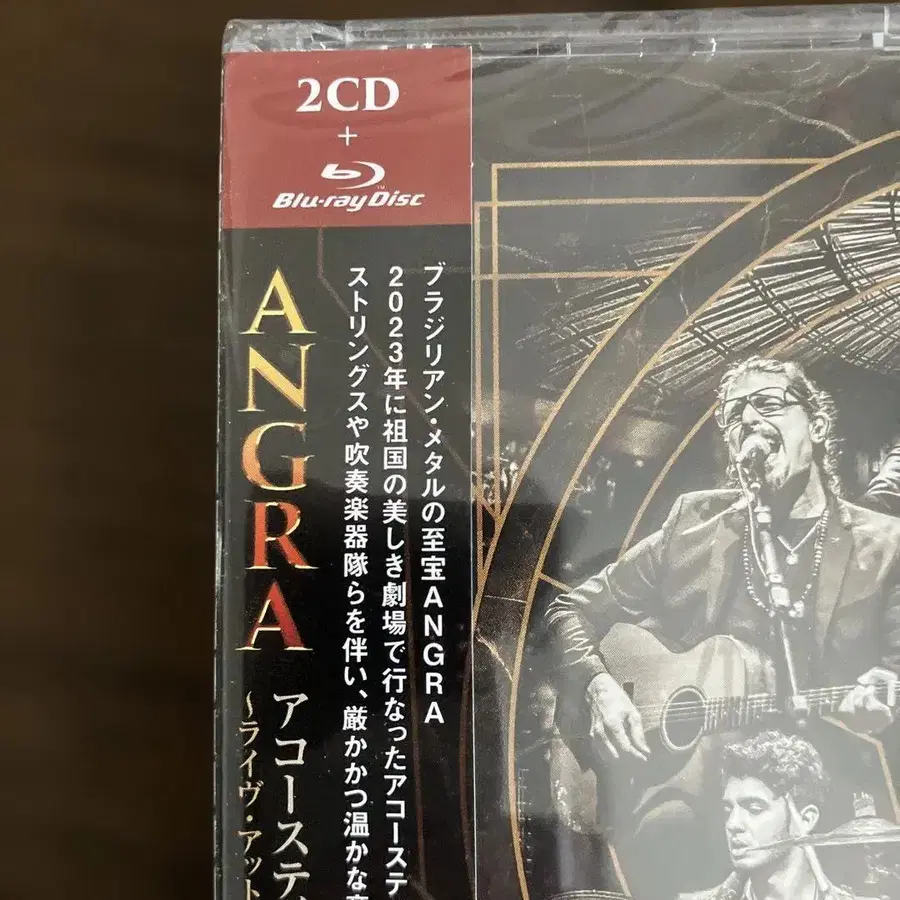 2CD
+
Blu-ray Disc™
ブラジリアン・メタルの至宝ANGRA
2023年に祖国の美しき劇場で行なったアコーステ
ストリングスや吹奏楽器隊らを伴い、厳かかつ温かな
ANGRA
アコーステ
～ライヴ・アット